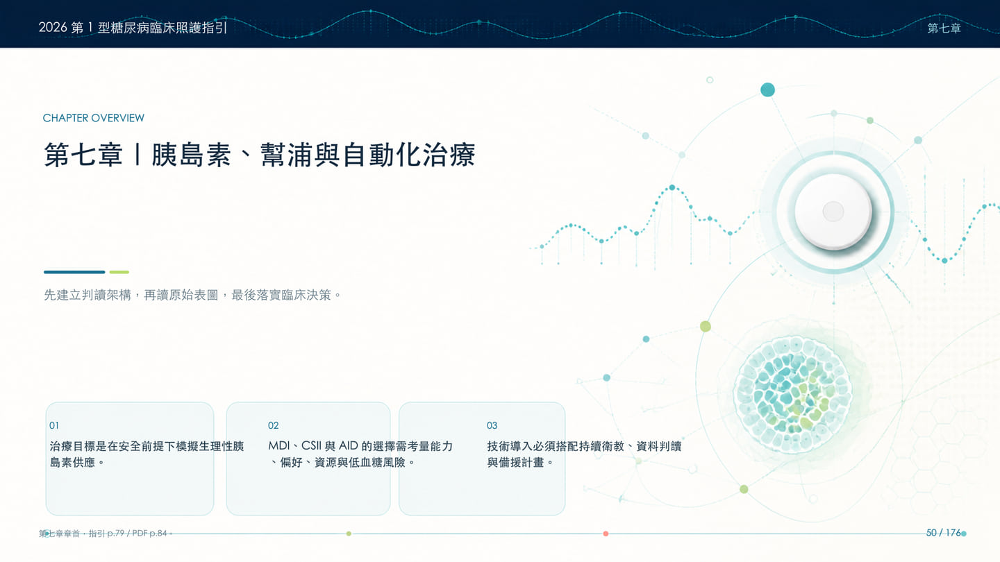 2026 第 1 型糖尿病臨床照護指引
第七章
CHAPTER OVERVIEW
第七章｜胰島素、幫浦與自動化治療
先建立判讀架構，再讀原始表圖，最後落實臨床決策。
01
治療目標是在安全前提下模擬生理性胰
島素供應。
02
MDI、CSII 與 AID 的選擇需考量能力
、偏好、資源與低血糖風險。
03
技術導入必須搭配持續衛教、資料判讀
與備援計畫。
第七章章首，指引 p.79 / PDF p.84。
50 / 176